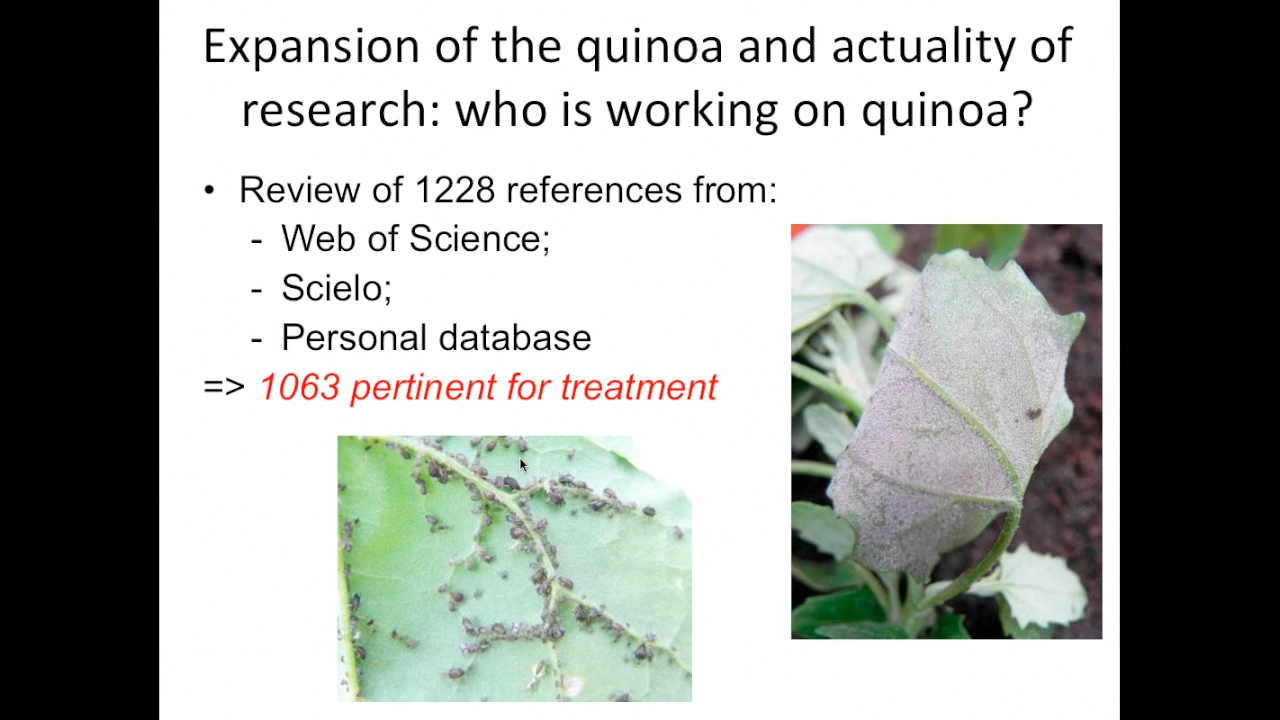 Expansion of the quinoa and actuality of
research: who is working on quinoa?
• Review of 1228 references from:
- Web of Science;
- Scielo;
- Personal database
=> 1063 pertinent for treatment